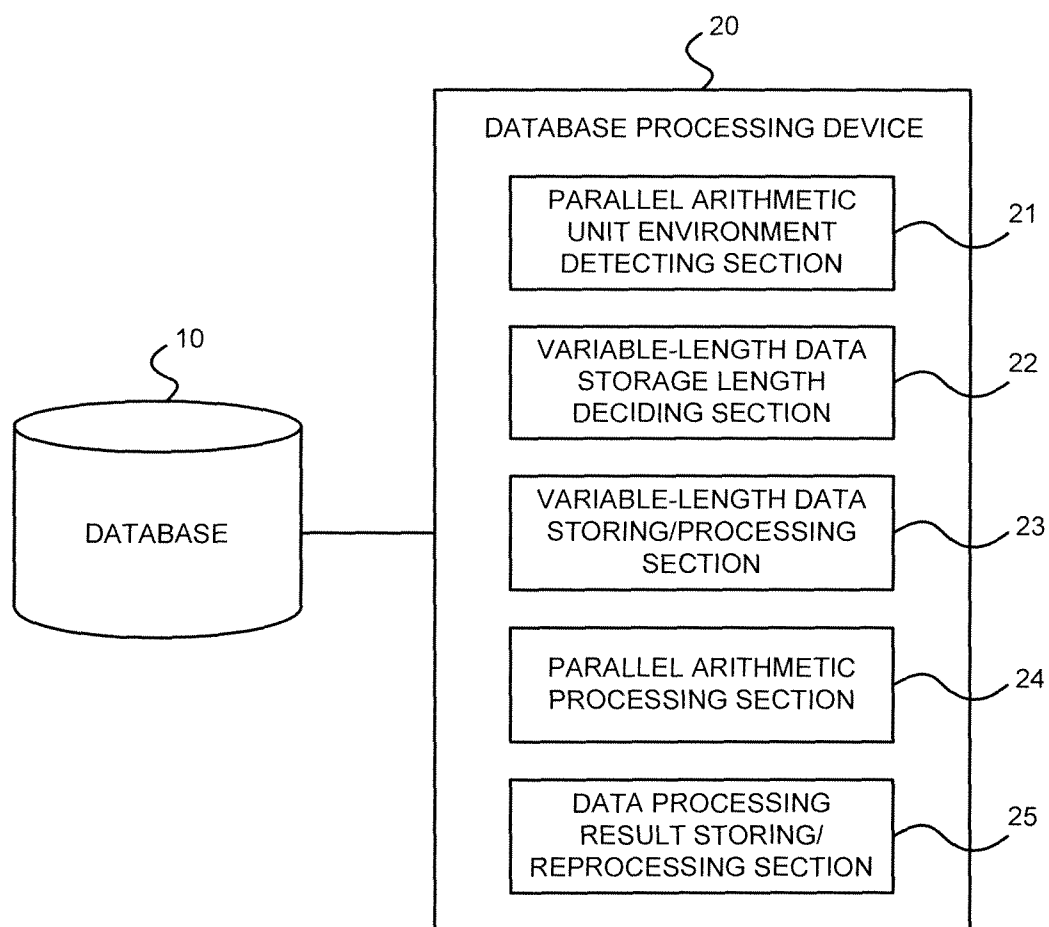 20
DATABASE PROCESSING DEVICE
PARALLEL ARITHMETIC
UNIT ENVIRONMENT
DETECTING SECTION
21
VARIABLE-LENGTH DATA
STORAGE LENGTH
DECIDING SECTION
22
10
DATABASE
VARIABLE-LENGTH DATA
STORING/PROCESSING
SECTION
23
PARALLEL ARITHMETIC
PROCESSING SECTION
24
DATA PROCESSING
RESULT STORING/
REPROCESSING SECTION
25